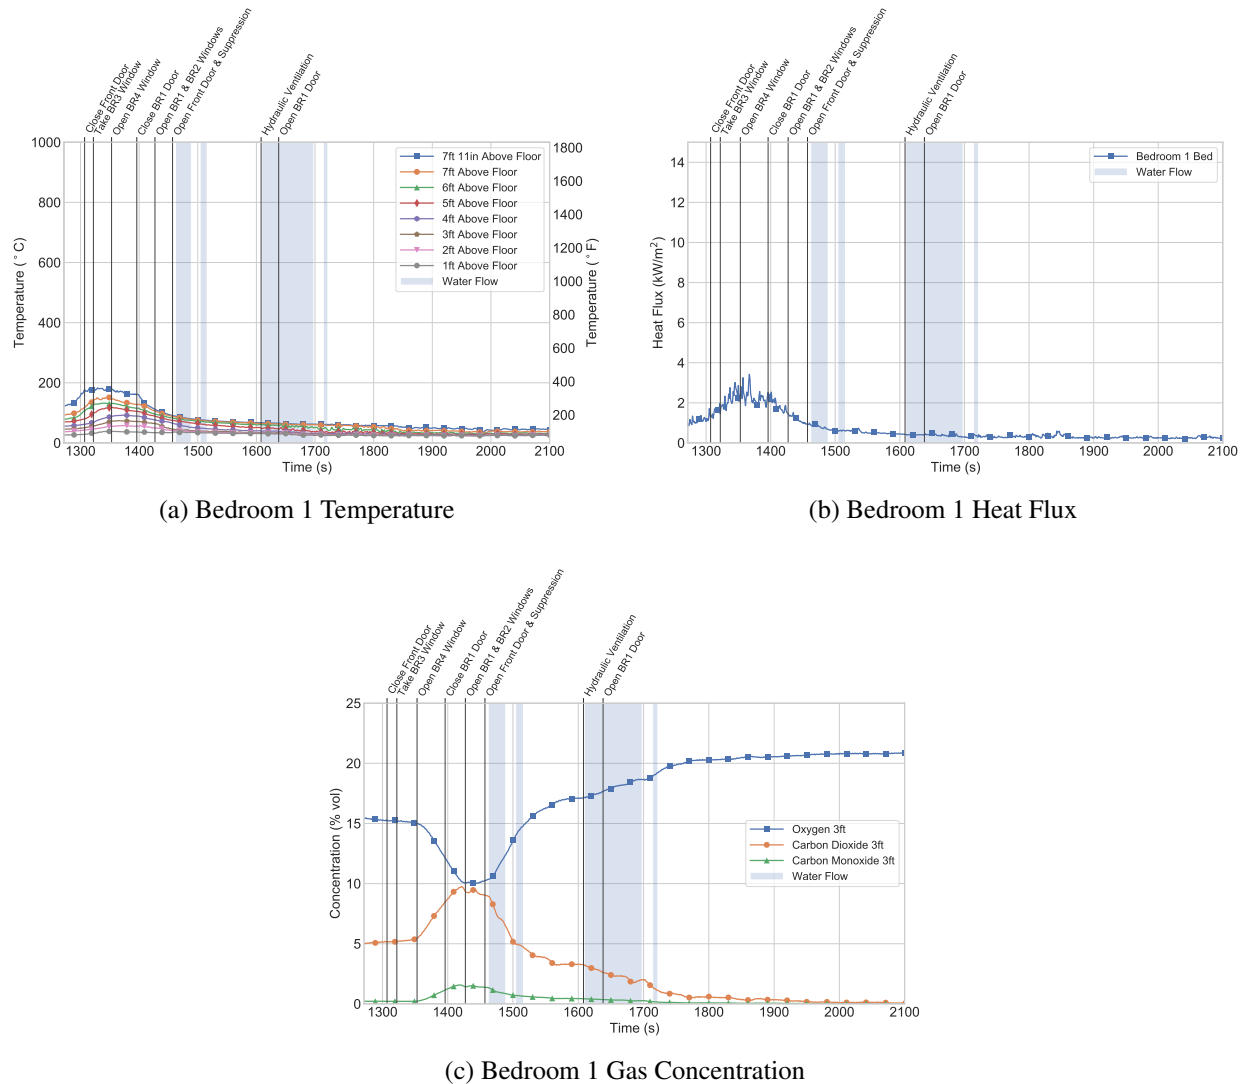 Close Front Door
Take BR3 Window
Open BR4 Window
Close BR1 Door
Open BR1 & BR2 Windows
Open Front Door & Suppression
Hydraulic Ventilation
Open BR1 Door
1000
800
600
400
200
0
Temperature (°C)
1800
1600
1400
1200
1000
800
600
400
200
Temperature (°F)
7ft 11in Above Floor
7ft Above Floor
6ft Above Floor
5ft Above Floor
4ft Above Floor
3ft Above Floor
2ft Above Floor
1ft Above Floor
Water Flow
1300 1400 1500 1600 1700 1800 1900 2000 2100
Time (s)
(a) Bedroom 1 Temperature
Close Front Door
Take BR3 Window
Open BR4 Window
Close BR1 Door
Open BR1 & BR2 Windows
Open Front Door & Suppression
Hydraulic Ventilation
Open BR1 Door
14
12
10
8
6
4
2
0
Heat Flux (kW/m²)
Bedroom 1 Bed
Water Flow
1300 1400 1500 1600 1700 1800 1900 2000 2100
Time (s)
(b) Bedroom 1 Heat Flux
Close Front Door
Take BR3 Window
Open BR4 Window
Close BR1 Door
Open BR1 & BR2 Windows
Open Front Door & Suppression
Hydraulic Ventilation
Open BR1 Door
25
20
15
10
5
0
Concentration (% vol)
Oxygen 3ft
Carbon Dioxide 3ft
Carbon Monoxide 3ft
Water Flow
1300 1400 1500 1600 1700 1800 1900 2000 2100
Time (s)
(c) Bedroom 1 Gas Concentration